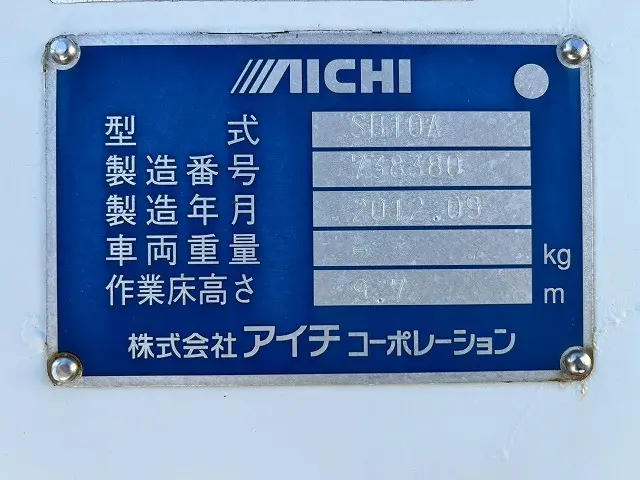 AICHI
型式 SH10A
製造番号 738380
製造年月 2012.09
車両重量 - kg
作業床高さ 9.7 m
株式会社アイチコーポレーション